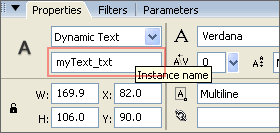 Properties Filters Parameters
A Dynamic Text A Verdana
myText_txt A V 0 A
Instance name
W: 169.9 X: 82.0 A Multiline
H: 106.0 Y: 90.0